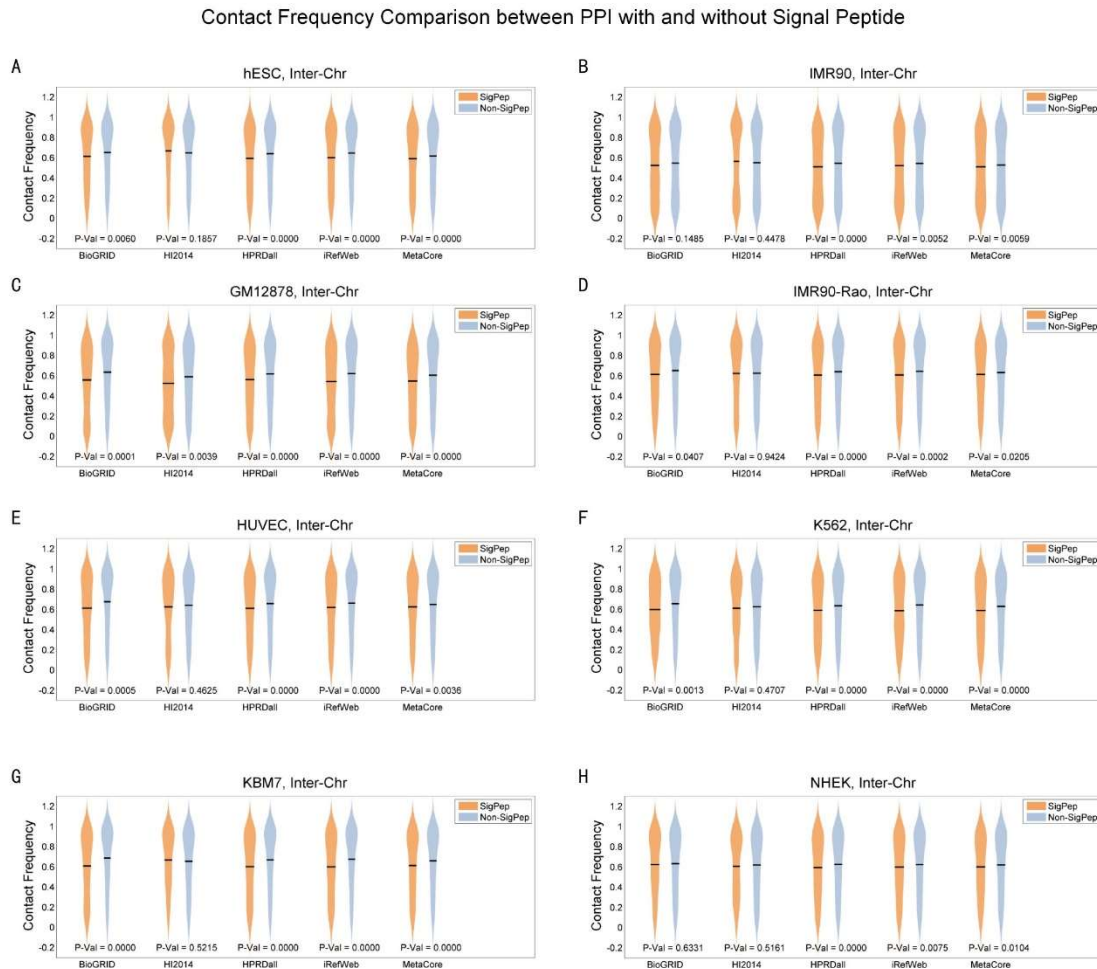 Contact Frequency Comparison between PPI with and without Signal Peptide
A
hESC, Inter-Chr
SigPep
Non-SigPep
Contact Frequency
1.2
1
0.8
0.6
0.4
0.2
0
-0.2
P-Val = 0.0060 P-Val = 0.1857 P-Val = 0.0000 P-Val = 0.0000 P-Val = 0.0000
BioGRID HI2014 HPRDall iRefWeb MetaCore
B
IMR90, Inter-Chr
SigPep
Non-SigPep
Contact Frequency
1.2
1
0.8
0.6
0.4
0.2
0
-0.2
P-Val = 0.1485 P-Val = 0.4478 P-Val = 0.0000 P-Val = 0.0052 P-Val = 0.0059
BioGRID HI2014 HPRDall iRefWeb MetaCore
C
GM12878, Inter-Chr
SigPep
Non-SigPep
Contact Frequency
1.2
1
0.8
0.6
0.4
0.2
0
-0.2
P-Val = 0.0001 P-Val = 0.0039 P-Val = 0.0000 P-Val = 0.0000 P-Val = 0.0000
BioGRID HI2014 HPRDall iRefWeb MetaCore
D
IMR90-Rao, Inter-Chr
SigPep
Non-SigPep
Contact Frequency
1.2
1
0.8
0.6
0.4
0.2
0
-0.2
P-Val = 0.0407 P-Val = 0.9424 P-Val = 0.0000 P-Val = 0.0002 P-Val = 0.0205
BioGRID HI2014 HPRDall iRefWeb MetaCore
E
HUVEC, Inter-Chr
SigPep
Non-SigPep
Contact Frequency
1.2
1
0.8
0.6
0.4
0.2
0
-0.2
P-Val = 0.0005 P-Val = 0.4625 P-Val = 0.0000 P-Val = 0.0000 P-Val = 0.0036
BioGRID HI2014 HPRDall iRefWeb MetaCore
F
K562, Inter-Chr
SigPep
Non-SigPep
Contact Frequency
1.2
1
0.8
0.6
0.4
0.2
0
-0.2
P-Val = 0.0013 P-Val = 0.4707 P-Val = 0.0000 P-Val = 0.0000 P-Val = 0.0000
BioGRID HI2014 HPRDall iRefWeb MetaCore
G
KBM7, Inter-Chr
SigPep
Non-SigPep
Contact Frequency
1.2
1
0.8
0.6
0.4
0.2
0
-0.2
P-Val = 0.0000 P-Val = 0.5215 P-Val = 0.0000 P-Val = 0.0000 P-Val = 0.0000
BioGRID HI2014 HPRDall iRefWeb MetaCore
H
NHEK, Inter-Chr
SigPep
Non-SigPep
Contact Frequency
1.2
1
0.8
0.6
0.4
0.2
0
-0.2
P-Val = 0.6331 P-Val = 0.5161 P-Val = 0.0000 P-Val = 0.0075 P-Val = 0.0104
BioGRID HI2014 HPRDall iRefWeb MetaCore